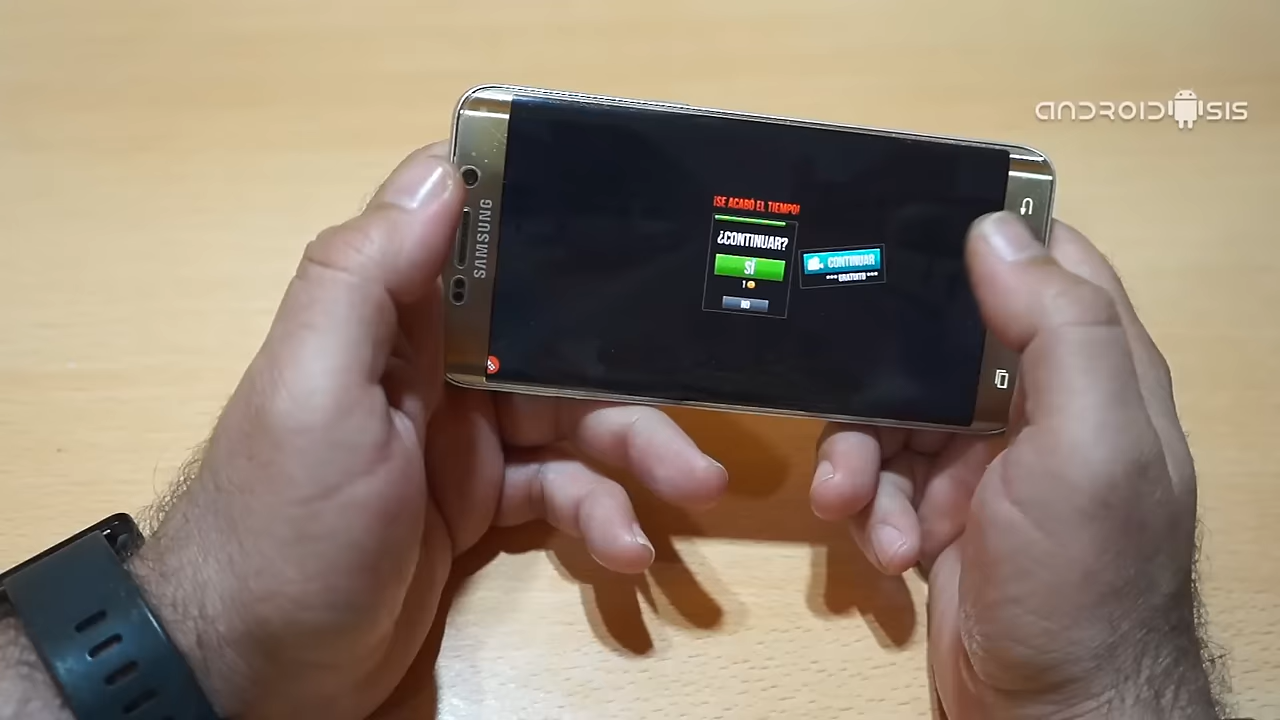 ANDROIDSIS
SAMSUNG
¡SE ACABÓ EL TIEMPO!
¿CONTINUAR?
SÍ
1
NO
CONTINUAR
GRATUITO